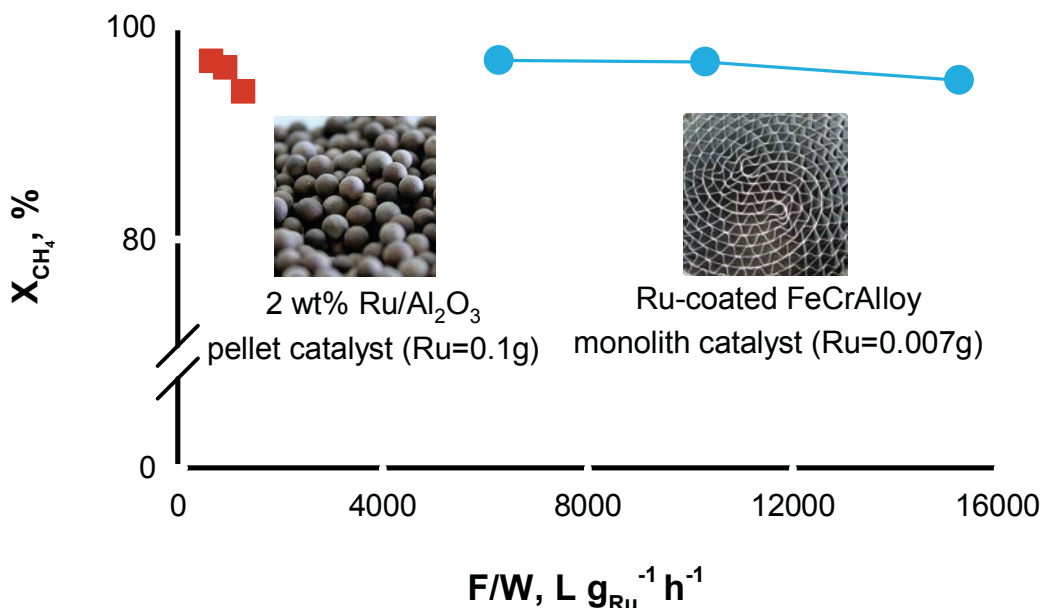 100
80
0
X_CH₄, %
2 wt% Ru/Al₂O₃
pellet catalyst (Ru=0.1g)
Ru-coated FeCrAlloy
monolith catalyst (Ru=0.007g)
0 4000 8000 12000 16000
F/W, L g_Ru⁻¹ h⁻¹